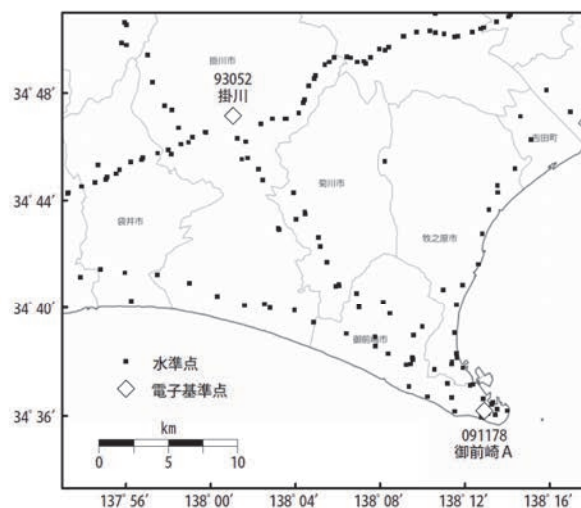 掛川市
93052
掛川
34˚ 48′
吉田町
34˚ 44′
菊川市
袋井市
牧之原市
34˚ 40′
御前崎市
水準点
電子基準点
34˚ 36′
km
0 5 10
091178
御前崎A
137˚ 56′ 138˚ 00′ 138˚ 04′ 138˚ 08′ 138˚ 12′ 138˚ 16′